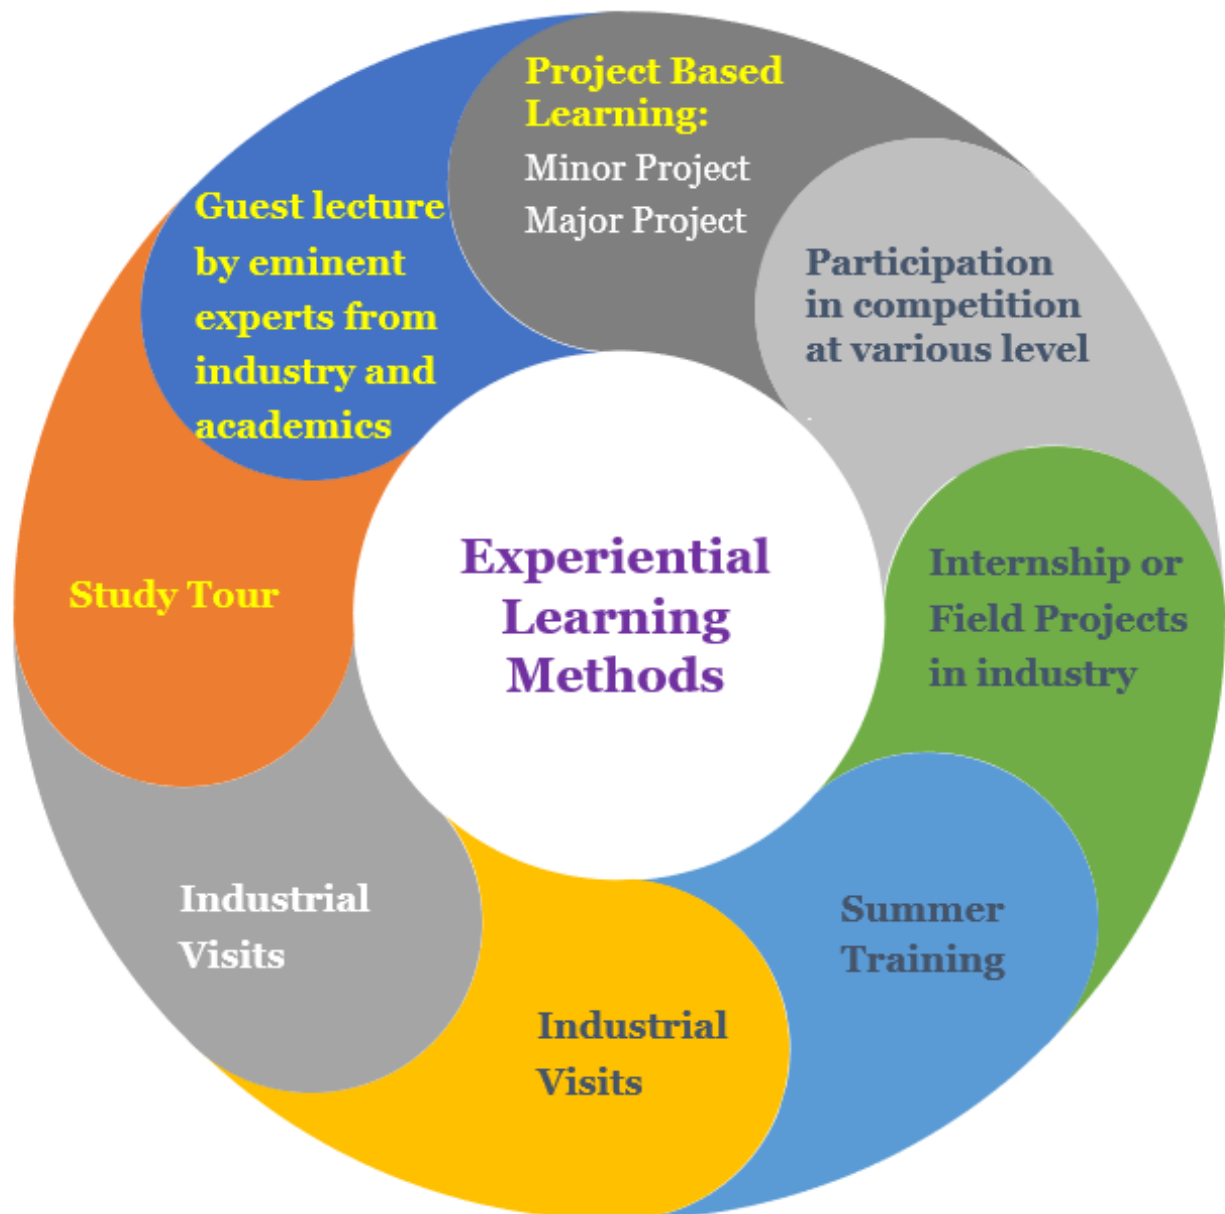 Project Based
Learning:
Minor Project
Major Project
Participation
in competition
at various level
Internship or
Field Projects
in industry
Summer
Training
Industrial
Visits
Industrial
Visits
Study Tour
Guest lecture
by eminent
experts from
industry and
academics
Experiential
Learning
Methods